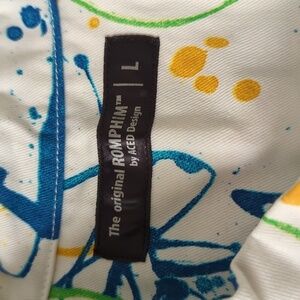 The original ROMPHIM™
by ACED Design
L